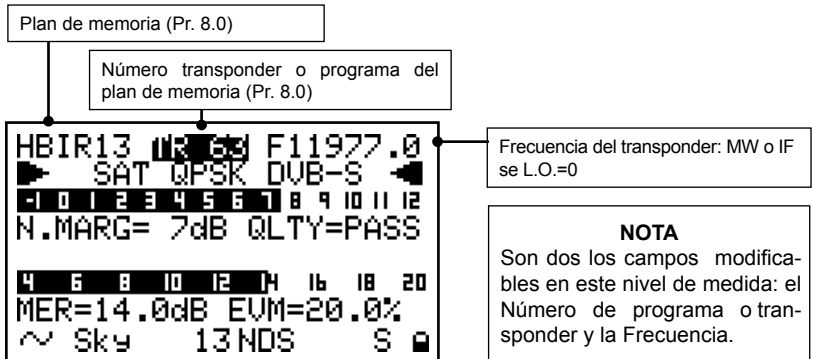 Plan de memoria (Pr. 8.0)
Número transponder o programa del
plan de memoria (Pr. 8.0)
HBIR13 TR 63 F11977.0
SAT QPSK DVB-S
-1 0 1 2 3 4 5 6 7 8 9 10 11 12
N.MARG= 7dB QLTY=PASS
4 6 8 10 12 14 16 18 20
MER=14.0dB EVM=20.0%
Sky 13NDS S
Frecuencia del transponder: MW o IF
se L.O.=0
NOTA
Son dos los campos modifica-
bles en este nivel de medida: el
Número de programa o tran-
sponder y la Frecuencia.